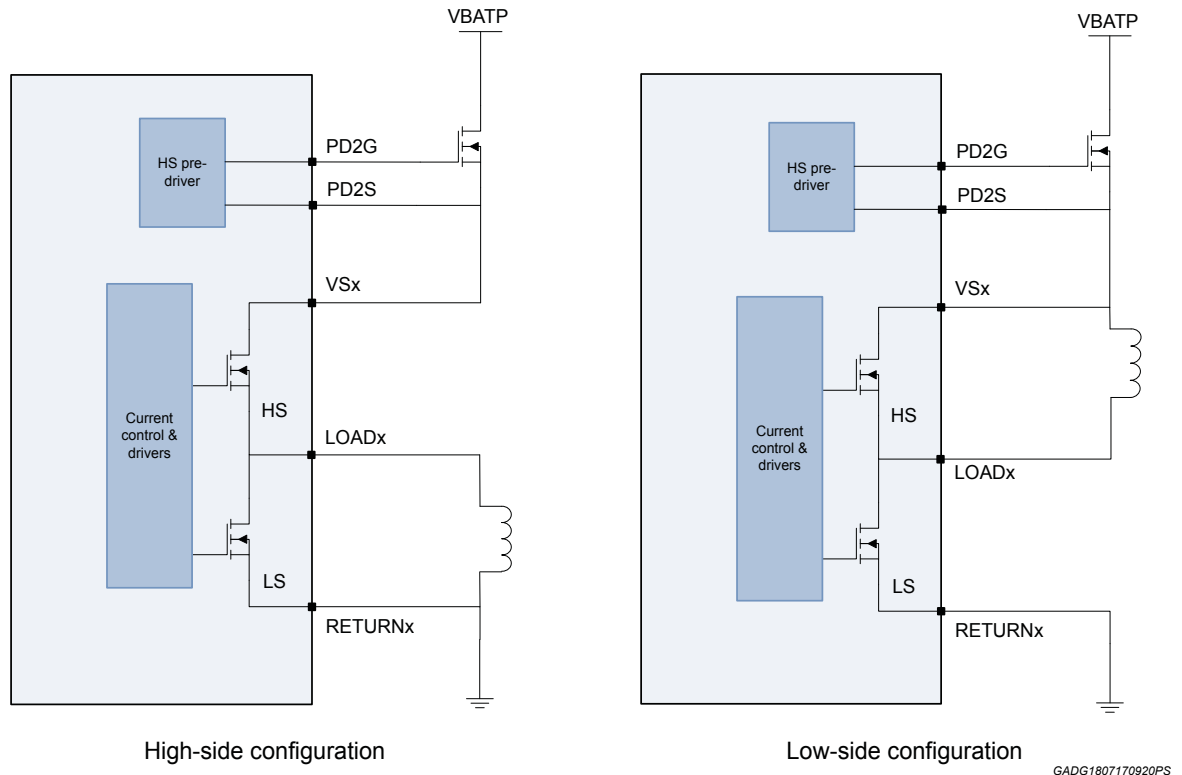 VBATP
HS pre-
driver
PD2G
PD2S
VSx
Current
control &
drivers
HS
LOADx
LS
RETURNx
High-side configuration
VBATP
HS pre-
driver
PD2G
PD2S
VSx
Current
control &
drivers
HS
LOADx
LS
RETURNx
Low-side configuration
GADG1807170920PS